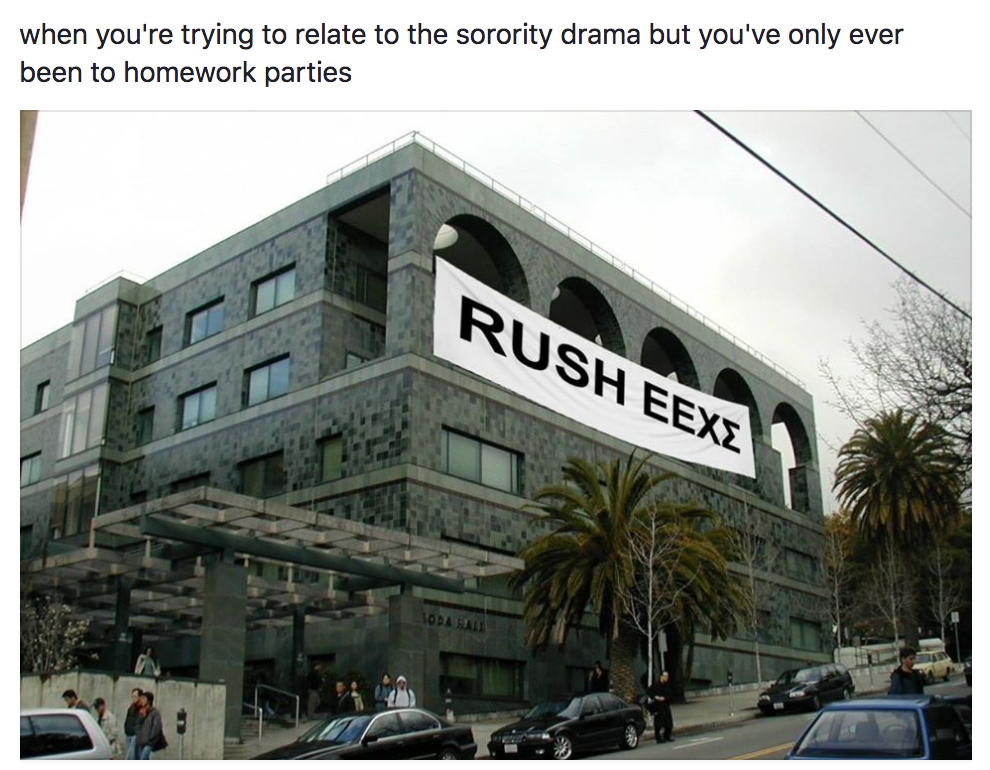 when you're trying to relate to the sorority drama but you've only ever
been to homework parties
RUSH EEXΣ
SODA HALL